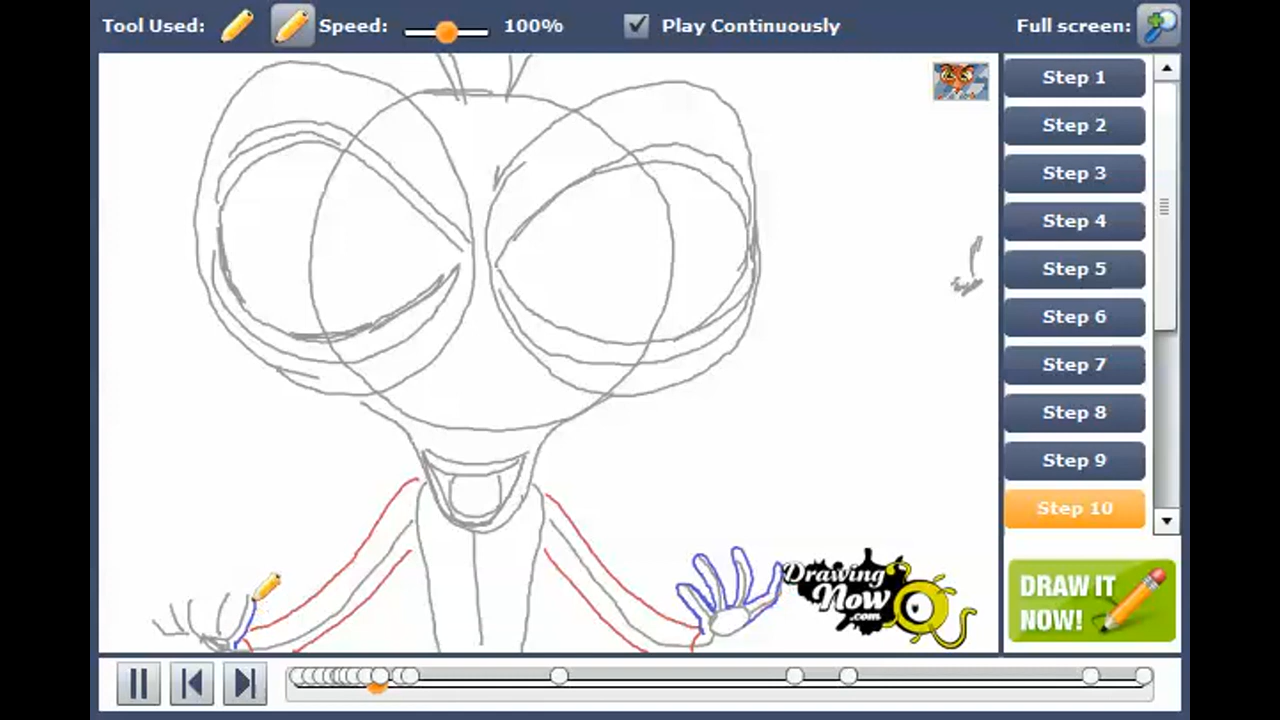 Tool Used:
Speed:
100%
Play Continuously
Full screen:
Step 1
Step 2
Step 3
Step 4
Step 5
Step 6
Step 7
Step 8
Step 9
Step 10
Drawing
Now
.com
DRAW IT
NOW!